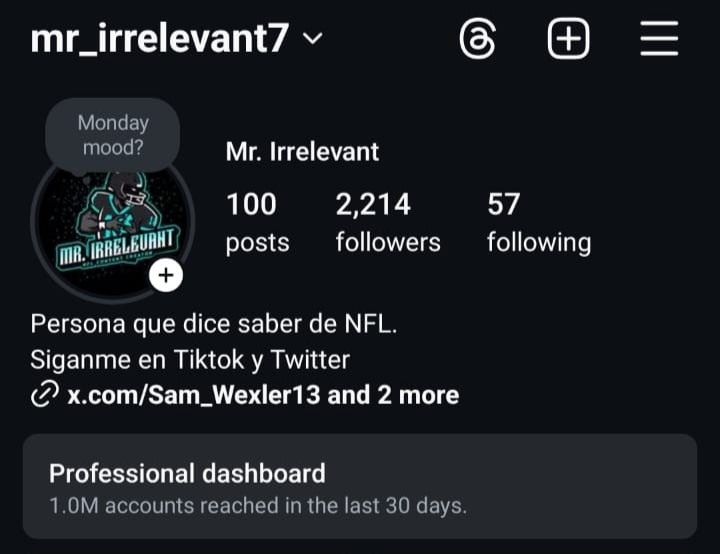 mr_irrelevant7
Monday
mood?
Mr. Irrelevant
100
posts
2,214
followers
57
following
MR. IRRELEVANT
NFL CONTENT CREATOR
Persona que dice saber de NFL.
Siganme en Tiktok y Twitter
x.com/Sam_Wexler13 and 2 more
Professional dashboard
1.0M accounts reached in the last 30 days.